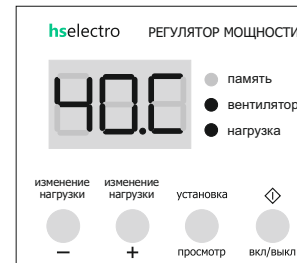 hselectro
РЕГУЛЯТОР МОЩНОСТИ
40.C
память
вентилятор
нагрузка
изменение
нагрузки
изменение
нагрузки
установка
–
+
просмотр
вкл/выкл